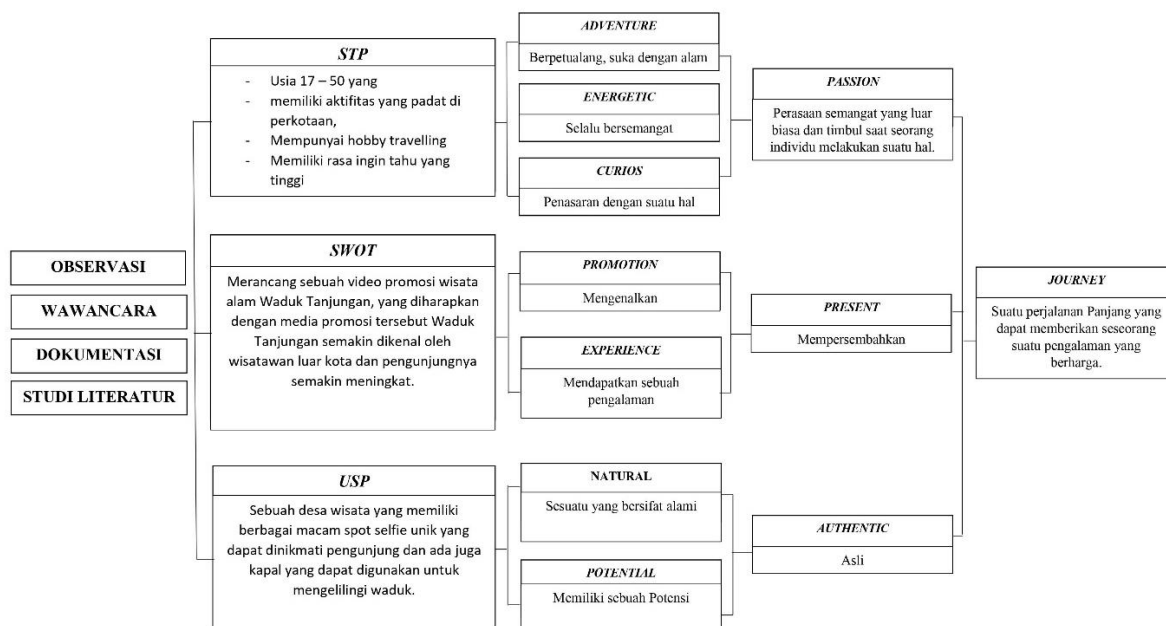 OBSERVASI
WAWANCARA
DOKUMENTASI
STUDI LITERATUR
STP
- Usia 17 – 50 yang
- memiliki aktifitas yang padat di
perkotaan,
- Mempunyai hobby travelling
- Memiliki rasa ingin tahu yang
tinggi
SWOT
Merancang sebuah video promosi wisata
alam Waduk Tanjungan, yang diharapkan
dengan media promosi tersebut Waduk
Tanjungan semakin dikenal oleh
wisatawan luar kota dan pengunjungnya
semakin meningkat.
USP
Sebuah desa wisata yang memiliki
berbagai macam spot selfie unik yang
dapat dinikmati pengunjung dan ada juga
kapal yang dapat digunakan untuk
mengelilingi waduk.
ADVENTURE
Berpetualang, suka dengan alam
ENERGETIC
Selalu bersemangat
CURIOS
Penasaran dengan suatu hal
PROMOTION
Mengenalkan
EXPERIENCE
Mendapatkan sebuah
pengalaman
NATURAL
Sesuatu yang bersifat alami
POTENTIAL
Memiliki sebuah Potensi
PASSION
Perasaan semangat yang luar
biasa dan timbul saat seorang
individu melakukan suatu hal.
PRESENT
Mempersembahkan
AUTHENTIC
Asli
JOURNEY
Suatu perjalanan Panjang yang
dapat memberikan seseorang
suatu pengalaman yang
berharga.